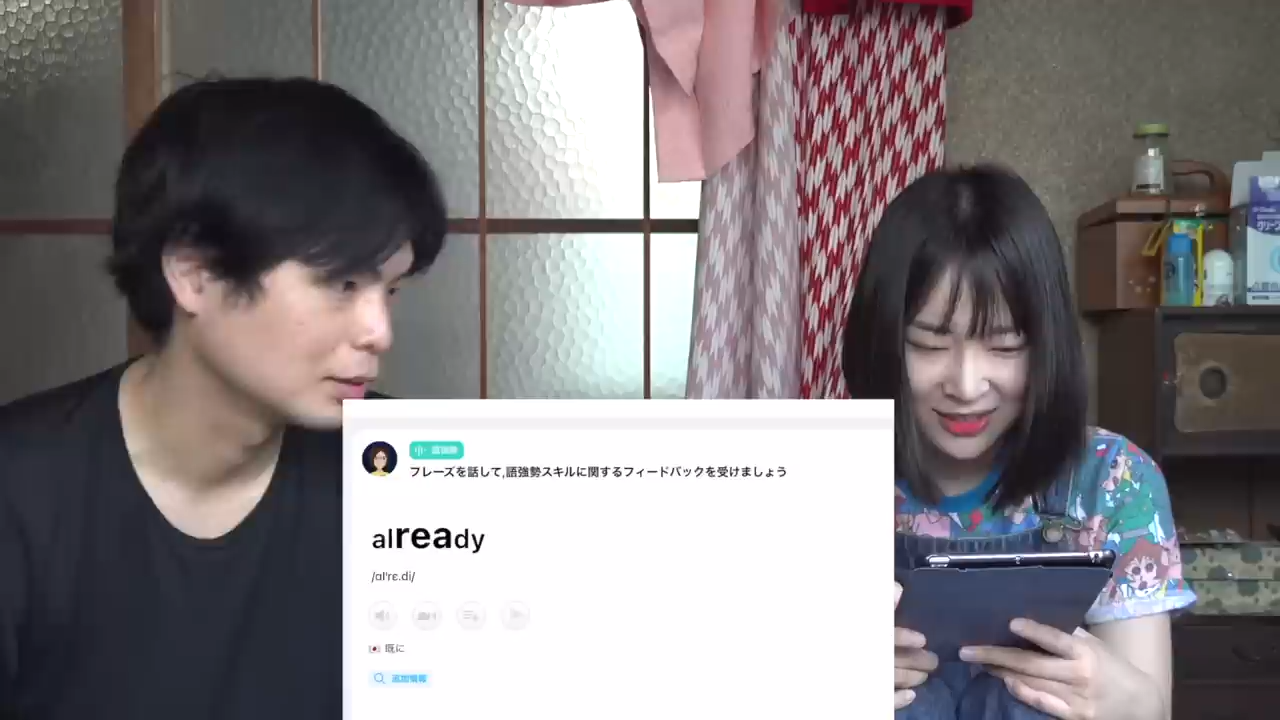 語強勢
フレーズを話して,語強勢スキルに関するフィードバックを受けましょう
already
/ɑlˈrɛ.di/
既に
追加情報